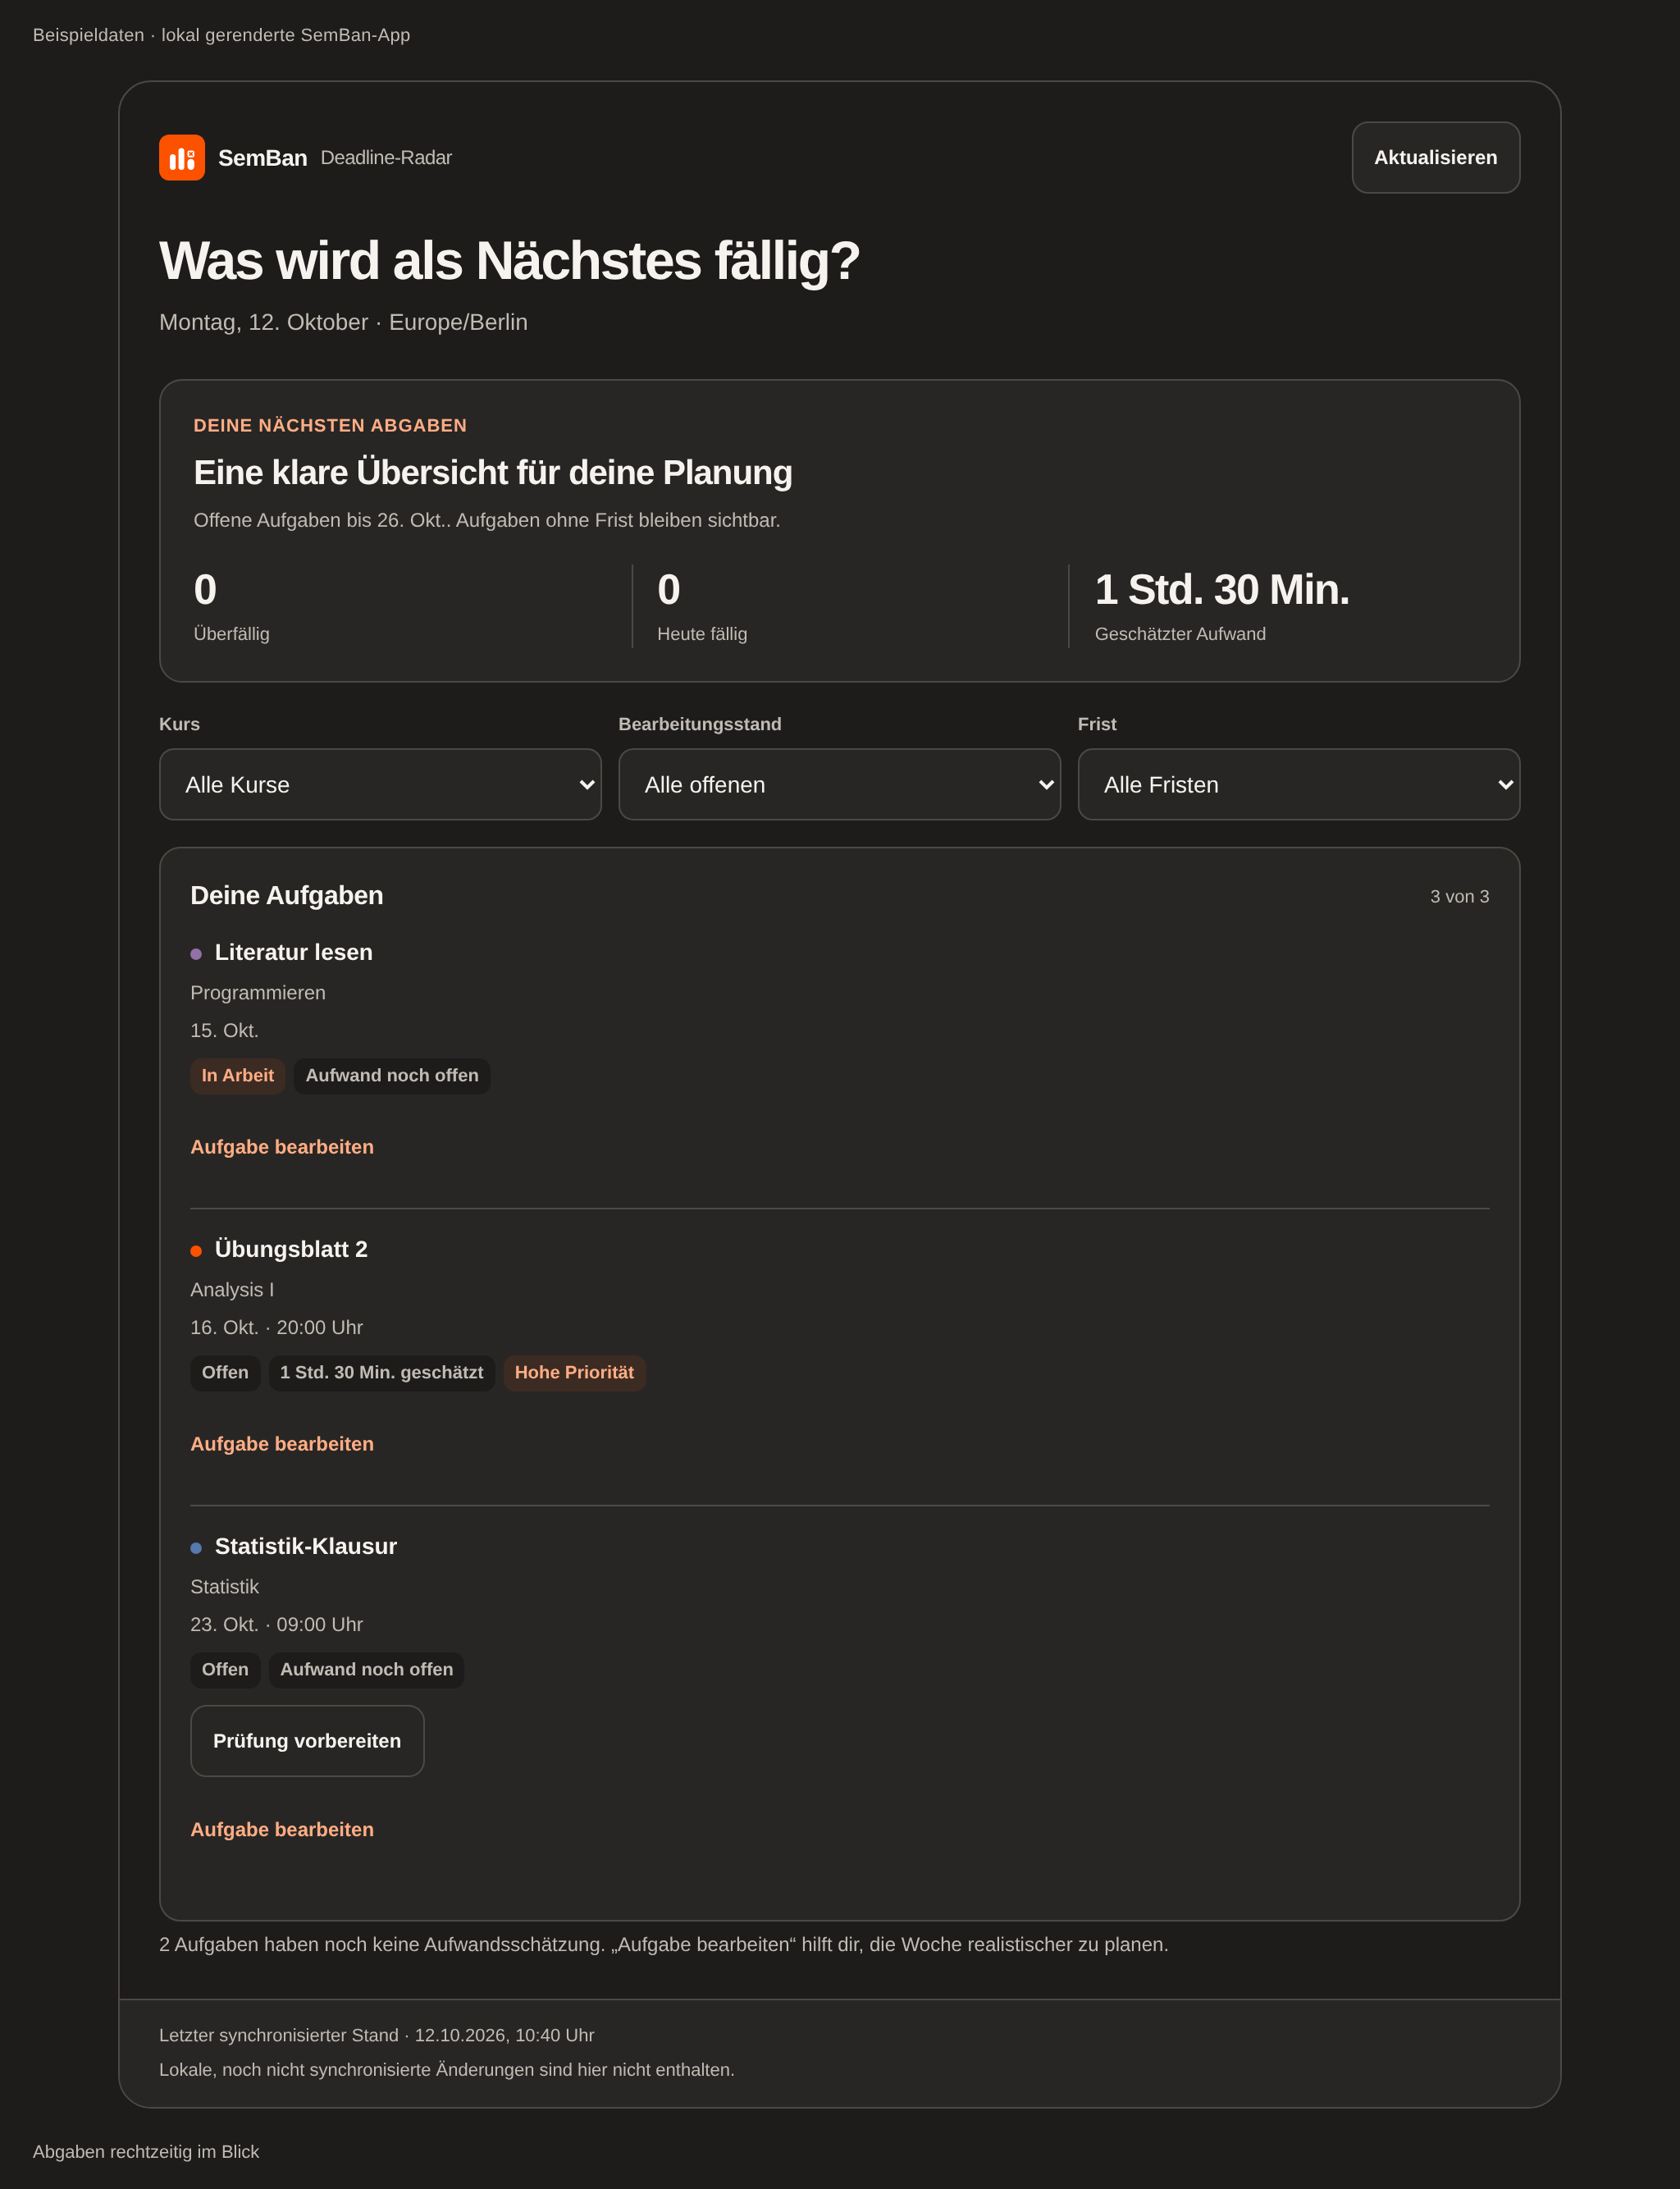 Beispieldaten · lokal gerenderte SemBan-App
SemBan Deadline-Radar
Aktualisieren
Was wird als Nächstes fällig?
Montag, 12. Oktober · Europe/Berlin
DEINE NÄCHSTEN ABGABEN
Eine klare Übersicht für deine Planung
Offene Aufgaben bis 26. Okt.. Aufgaben ohne Frist bleiben sichtbar.
0
Überfällig
0
Heute fällig
1 Std. 30 Min.
Geschätzter Aufwand
Kurs
Alle Kurse
Bearbeitungsstand
Alle offenen
Frist
Alle Fristen
Deine Aufgaben
3 von 3
Literatur lesen
Programmieren
15. Okt.
In Arbeit
Aufwand noch offen
Aufgabe bearbeiten
Übungsblatt 2
Analysis I
16. Okt. · 20:00 Uhr
Offen
1 Std. 30 Min. geschätzt
Hohe Priorität
Aufgabe bearbeiten
Statistik-Klausur
Statistik
23. Okt. · 09:00 Uhr
Offen
Aufwand noch offen
Prüfung vorbereiten
Aufgabe bearbeiten
2 Aufgaben haben noch keine Aufwandsschätzung. „Aufgabe bearbeiten“ hilft dir, die Woche realistischer zu planen.
Letzter synchronisierter Stand · 12.10.2026, 10:40 Uhr
Lokale, noch nicht synchronisierte Änderungen sind hier nicht enthalten.
Abgaben rechtzeitig im Blick